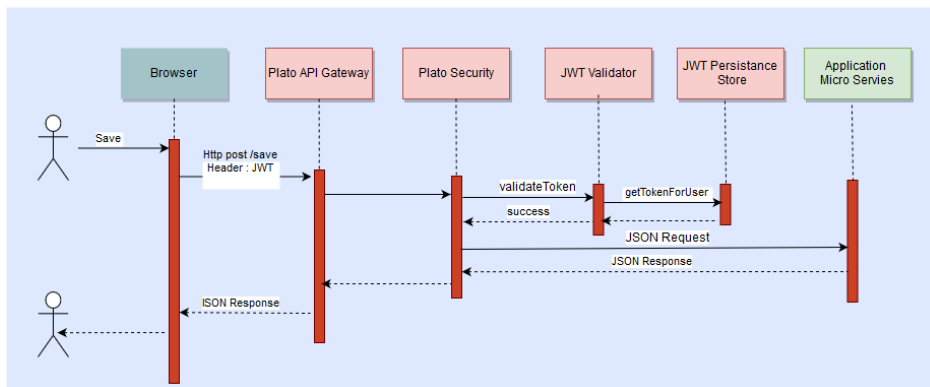 Browser
Plato API Gateway
Plato Security
JWT Validator
JWT Persistance
Store
Application
Micro Servies
Save
Http post /save
Header : JWT
validateToken
getTokenForUser
success
JSON Request
JSON Response
ISON Response